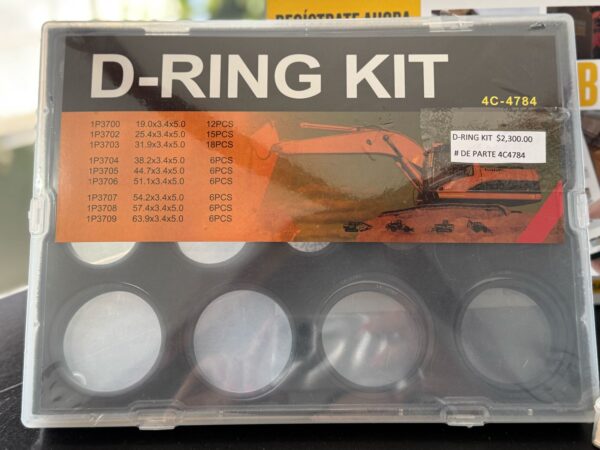 REGÍSTRATE AHORA
D-RING KIT
4C-4784
1P3700 19.0x3.4x5.0 12PCS
1P3702 25.4x3.4x5.0 15PCS
1P3703 31.9x3.4x5.0 18PCS
1P3704 38.2x3.4x5.0 6PCS
1P3705 44.7x3.4x5.0 6PCS
1P3706 51.1x3.4x5.0 6PCS
1P3707 54.2x3.4x5.0 6PCS
1P3708 57.4x3.4x5.0 6PCS
1P3709 63.9x3.4x5.0 6PCS
D-RING KIT $2,300.00
# DE PARTE 4C4784